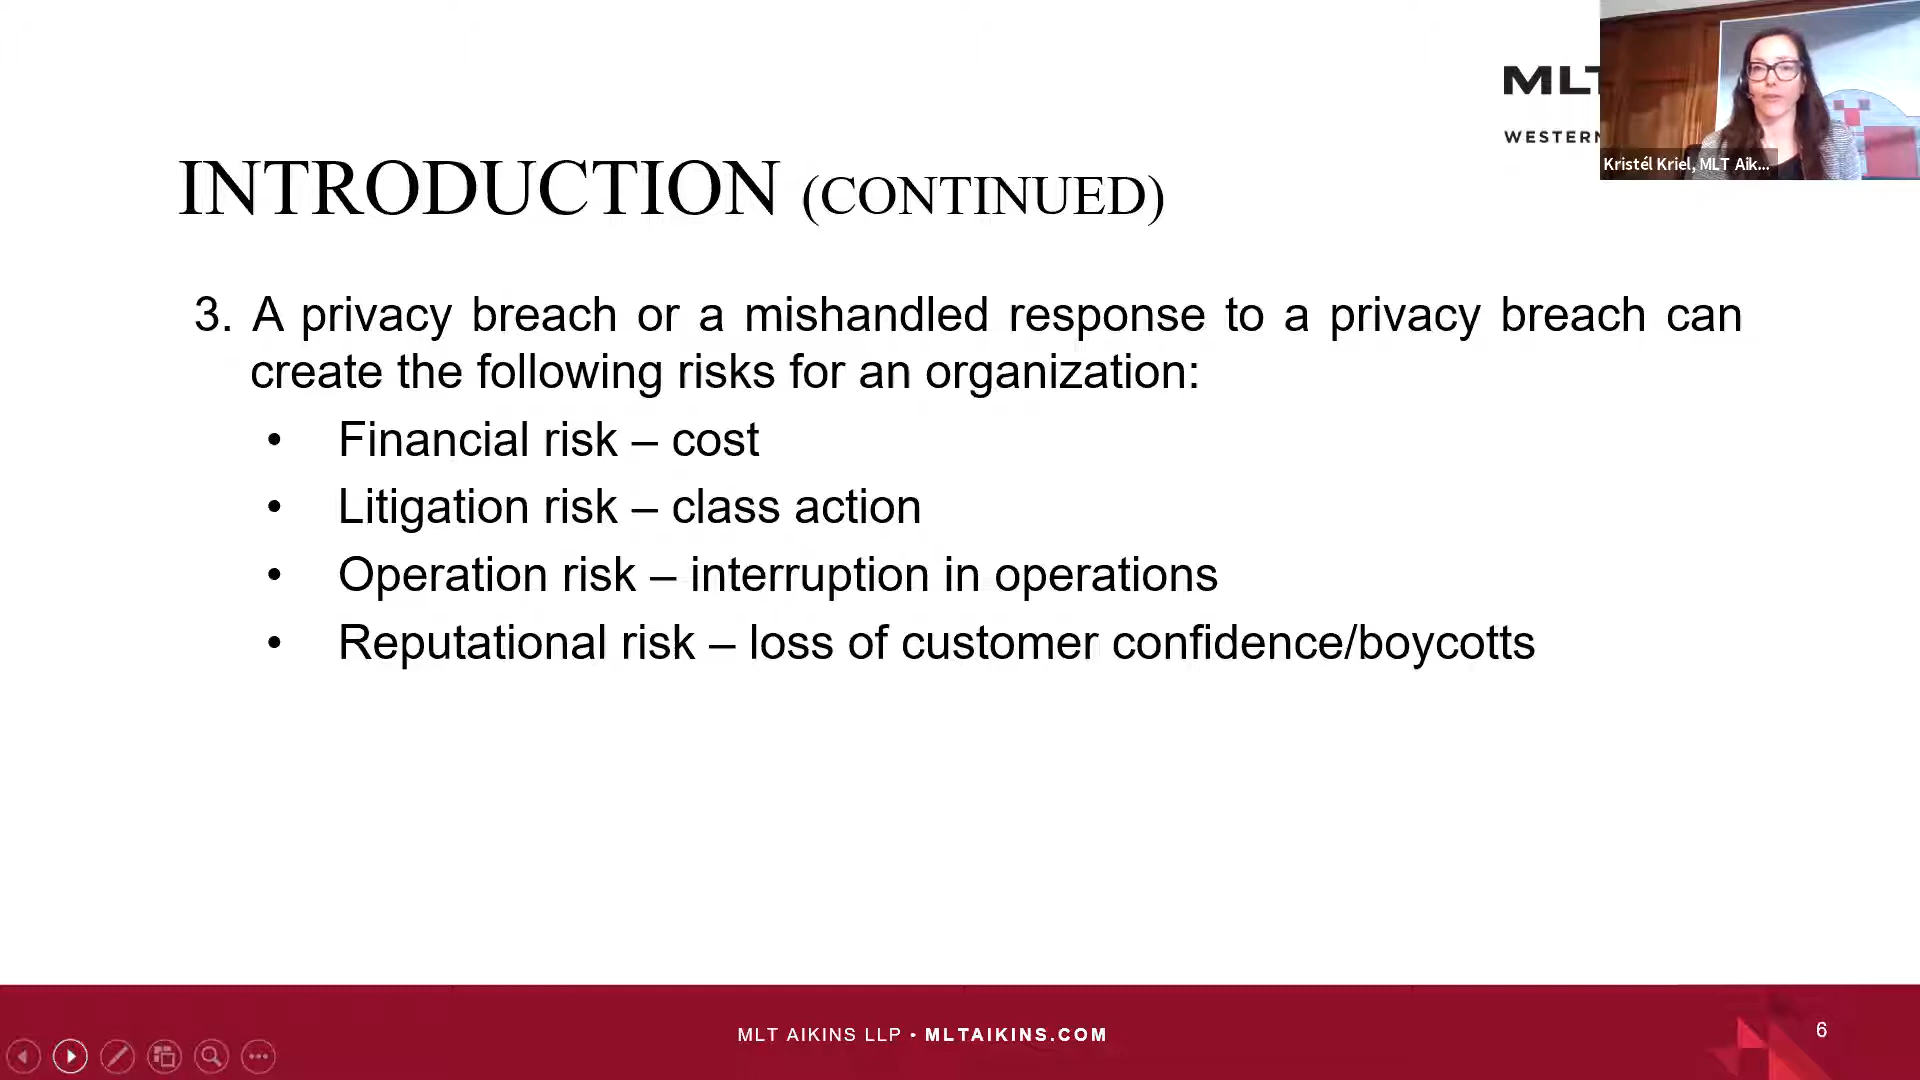 MLT
WESTERN
Kristél Kriel, MLT Aik...
INTRODUCTION (CONTINUED)
3. A privacy breach or a mishandled response to a privacy breach can
create the following risks for an organization:
• Financial risk – cost
• Litigation risk – class action
• Operation risk – interruption in operations
• Reputational risk – loss of customer confidence/boycotts
MLT AIKINS LLP • MLTAIKINS.COM
6